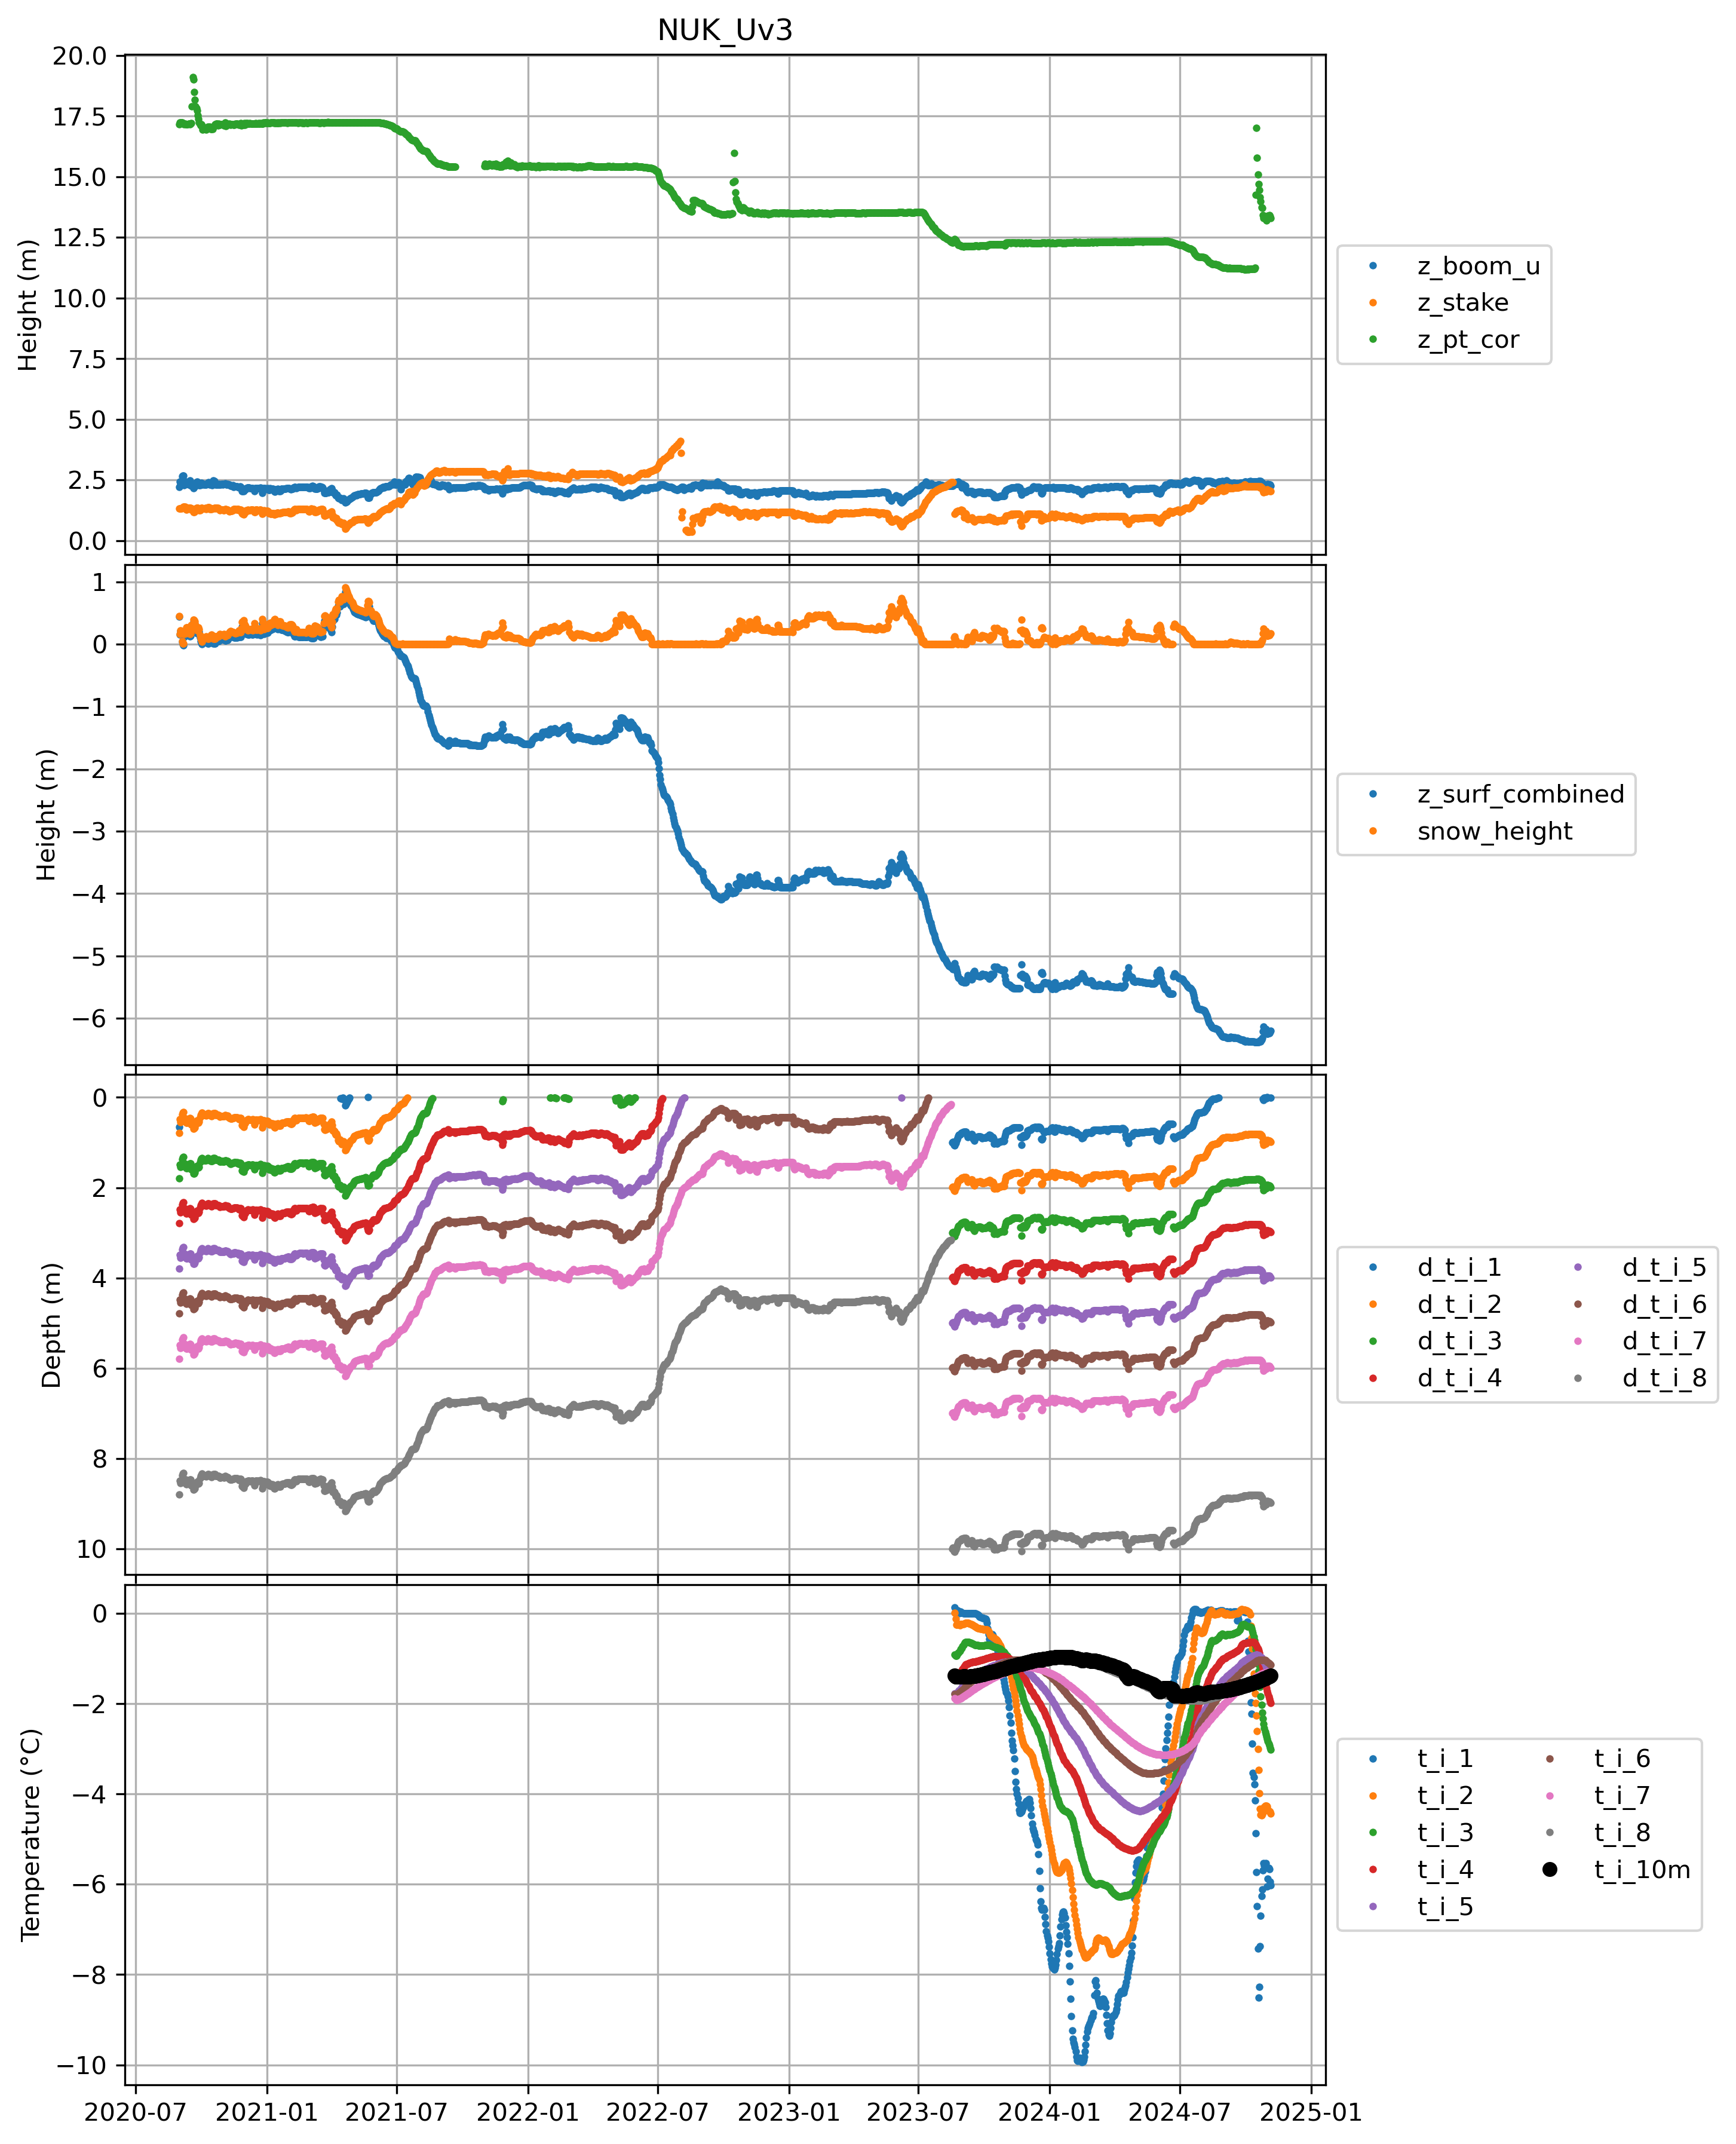 NUK_Uv3
20.0
17.5
15.0
12.5
10.0
7.5
5.0
2.5
0.0
Height (m)
z_boom_u
z_stake
z_pt_cor
1
0
−1
−2
−3
−4
−5
−6
Height (m)
z_surf_combined
snow_height
0
2
4
6
8
10
Depth (m)
d_t_i_1
d_t_i_2
d_t_i_3
d_t_i_4
d_t_i_5
d_t_i_6
d_t_i_7
d_t_i_8
0
−2
−4
−6
−8
−10
Temperature (°C)
t_i_1
t_i_2
t_i_3
t_i_4
t_i_5
t_i_6
t_i_7
t_i_8
t_i_10m
2020-07 2021-01 2021-07 2022-01 2022-07 2023-01 2023-07 2024-01 2024-07 2025-01